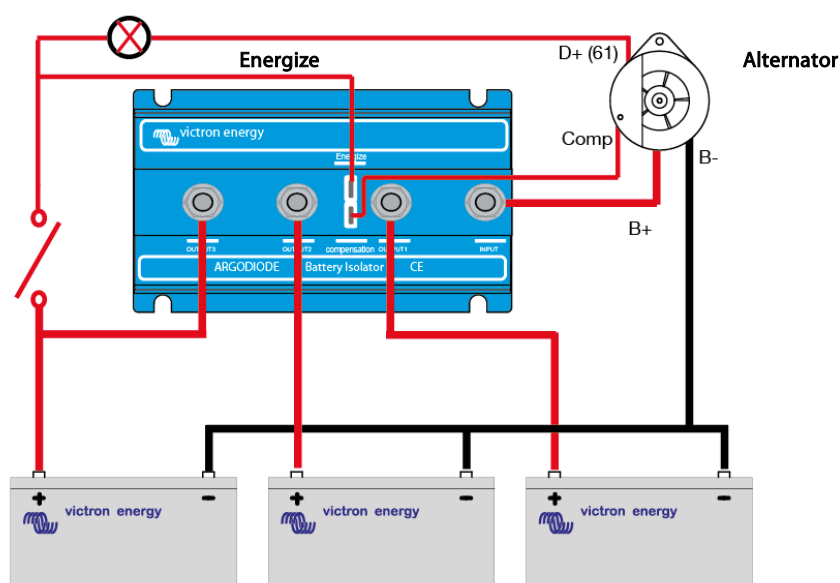 Energize
D+ (61)
Alternator
victron energy
Energize
Comp
B-
B+
OUTPUT3
OUTPUT2
compensation
OUTPUT1
INPUT
ARGODIODE
Battery Isolator
CE
+
-
victron energy
+
-
victron energy
+
-
victron energy